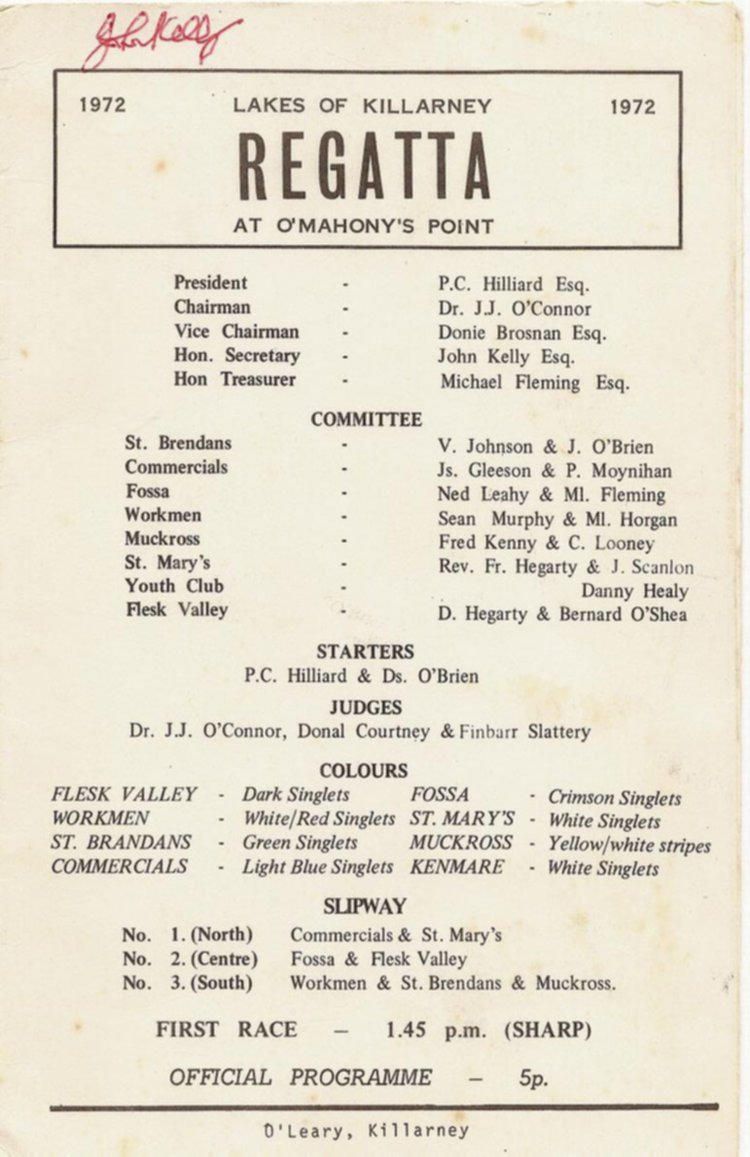 John Kelly
1972 LAKES OF KILLARNEY 1972
REGATTA
AT O'MAHONY'S POINT
President - P.C. Hilliard Esq.
Chairman - Dr. J.J. O'Connor
Vice Chairman - Donie Brosnan Esq.
Hon. Secretary - John Kelly Esq.
Hon Treasurer - Michael Fleming Esq.
COMMITTEE
St. Brendans - V. Johnson & J. O'Brien
Commercials - Js. Gleeson & P. Moynihan
Fossa - Ned Leahy & Ml. Fleming
Workmen - Sean Murphy & Ml. Horgan
Muckross - Fred Kenny & C. Looney
St. Mary's - Rev. Fr. Hegarty & J. Scanlon
Youth Club - Danny Healy
Flesk Valley - D. Hegarty & Bernard O'Shea
STARTERS
P.C. Hilliard & Ds. O'Brien
JUDGES
Dr. J.J. O'Connor, Donal Courtney & Finbarr Slattery
COLOURS
FLESK VALLEY - Dark Singlets FOSSA - Crimson Singlets
WORKMEN - White/Red Singlets ST. MARY'S - White Singlets
ST. BRANDANS - Green Singlets MUCKROSS - Yellow/white stripes
COMMERCIALS - Light Blue Singlets KENMARE - White Singlets
SLIPWAY
No. 1. (North) Commercials & St. Mary's
No. 2. (Centre) Fossa & Flesk Valley
No. 3. (South) Workmen & St. Brendans & Muckross.
FIRST RACE – 1.45 p.m. (SHARP)
OFFICIAL PROGRAMME – 5p.
O'Leary, Killarney